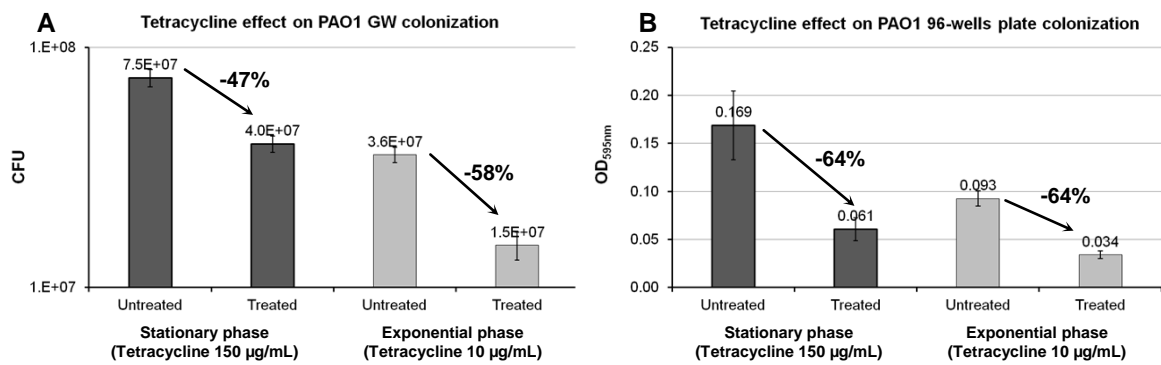 A
Tetracycline effect on PAO1 GW colonization
1.E+08
7.5E+07
-47%
4.0E+07
3.6E+07
-58%
1.5E+07
CFU
1.E+07
Untreated
Treated
Untreated
Treated
Stationary phase
(Tetracycline 150 µg/mL)
Exponential phase
(Tetracycline 10 µg/mL)
B
Tetracycline effect on PAO1 96-wells plate colonization
0.25
0.20
0.15
0.10
0.05
0.00
OD595nm
0.169
-64%
0.061
0.093
-64%
0.034
Untreated
Treated
Untreated
Treated
Stationary phase
(Tetracycline 150 µg/mL)
Exponential phase
(Tetracycline 10 µg/mL)